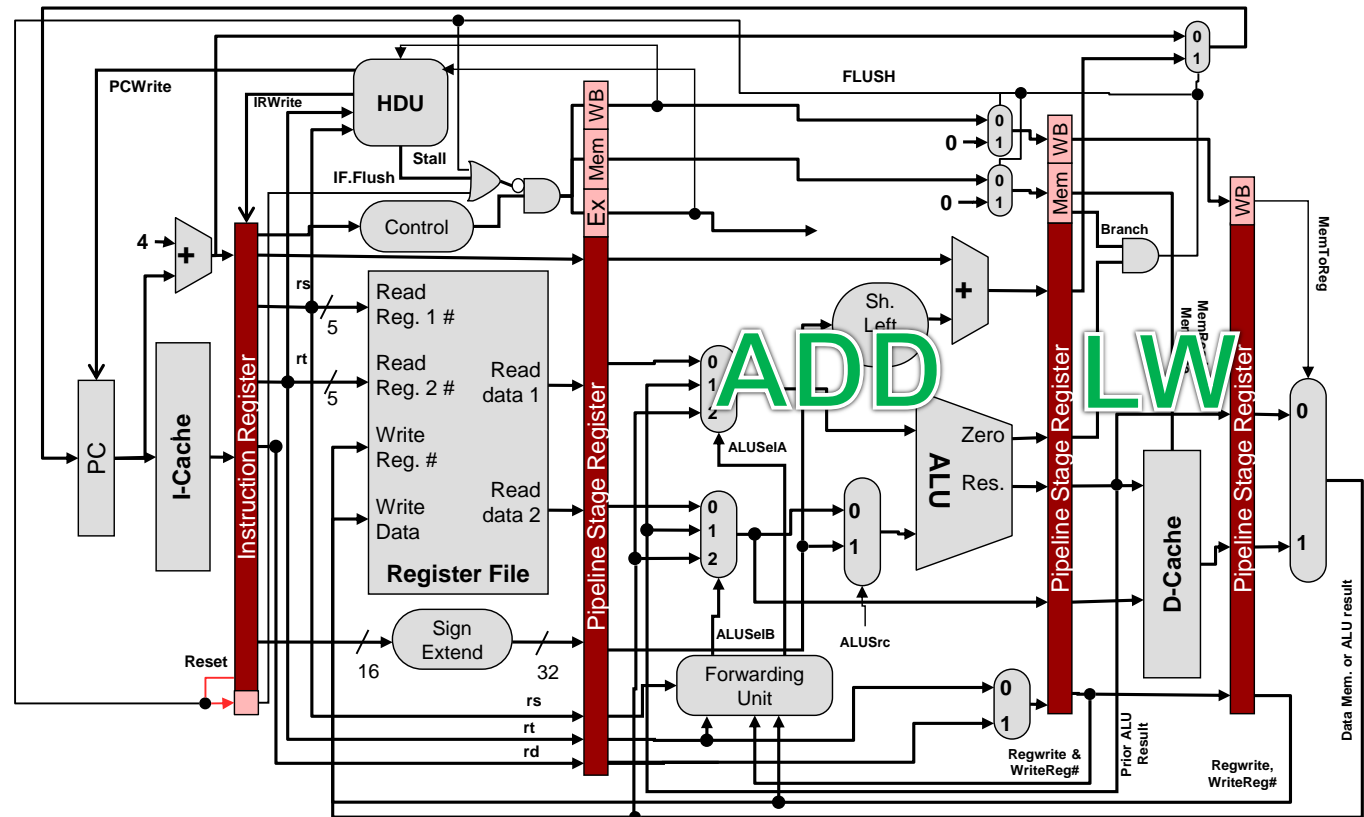 0
1
PCWrite
FLUSH
IRWrite
HDU
WB
0
1
0
WB
Stall
Mem
IF.Flush
0
1
0
Mem
WB
Ex
Control
4
+
Branch
MemToReg
rs
5
Read
Reg. 1 #
+
Sh.
Left
ADD
LW
rt
5
Read
Reg. 2 #
Read
data 1
0
1
2
Zero
0
PC
I-Cache
Instruction Register
Write
Reg. #
ALUSelA
ALU
Res.
Pipeline Stage Register
Pipeline Stage Register
Pipeline Stage Register
Write
Data
Read
data 2
0
1
2
0
1
D-Cache
1
Register File
16
Sign
Extend
32
ALUSelB
ALUSrc
Data Mem. or ALU result
Reset
Forwarding
Unit
0
1
rs
rt
rd
Regwrite &
WriteReg#
Prior ALU
Result
Regwrite,
WriteReg#